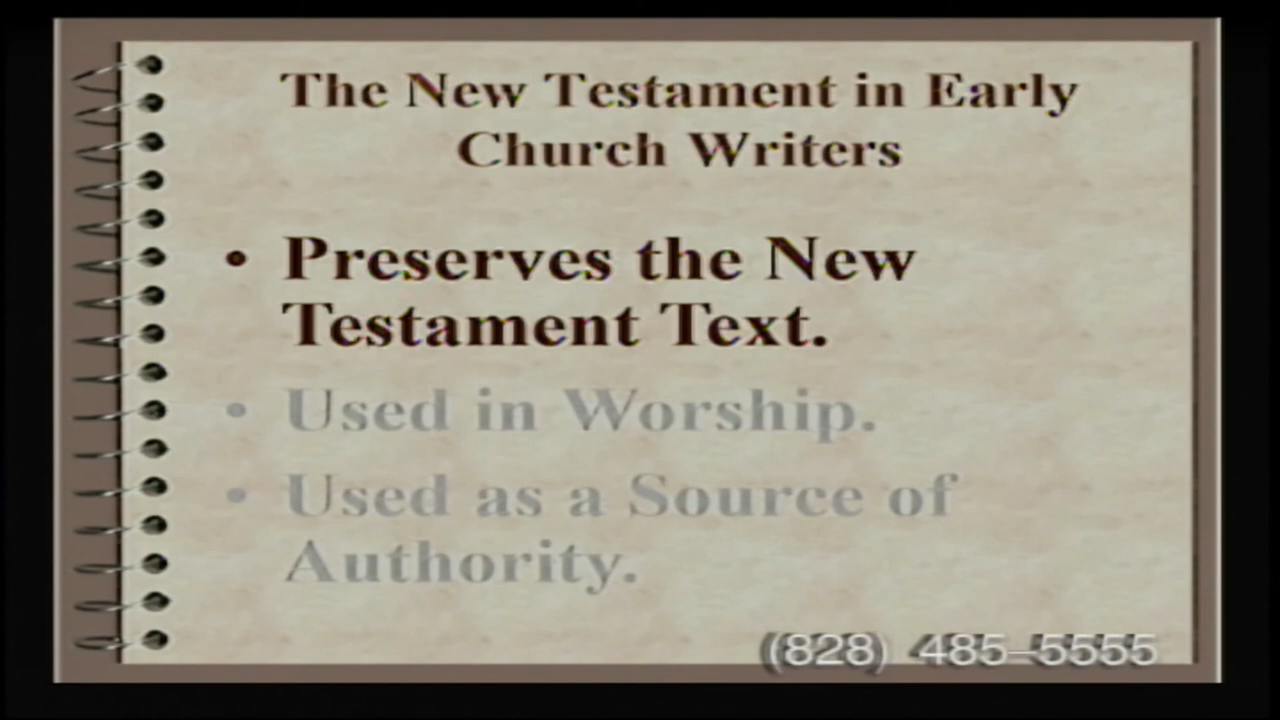 The New Testament in Early
Church Writers
• Preserves the New
Testament Text.
• Used in Worship.
• Used as a Source of
Authority.
(828) 485–5555